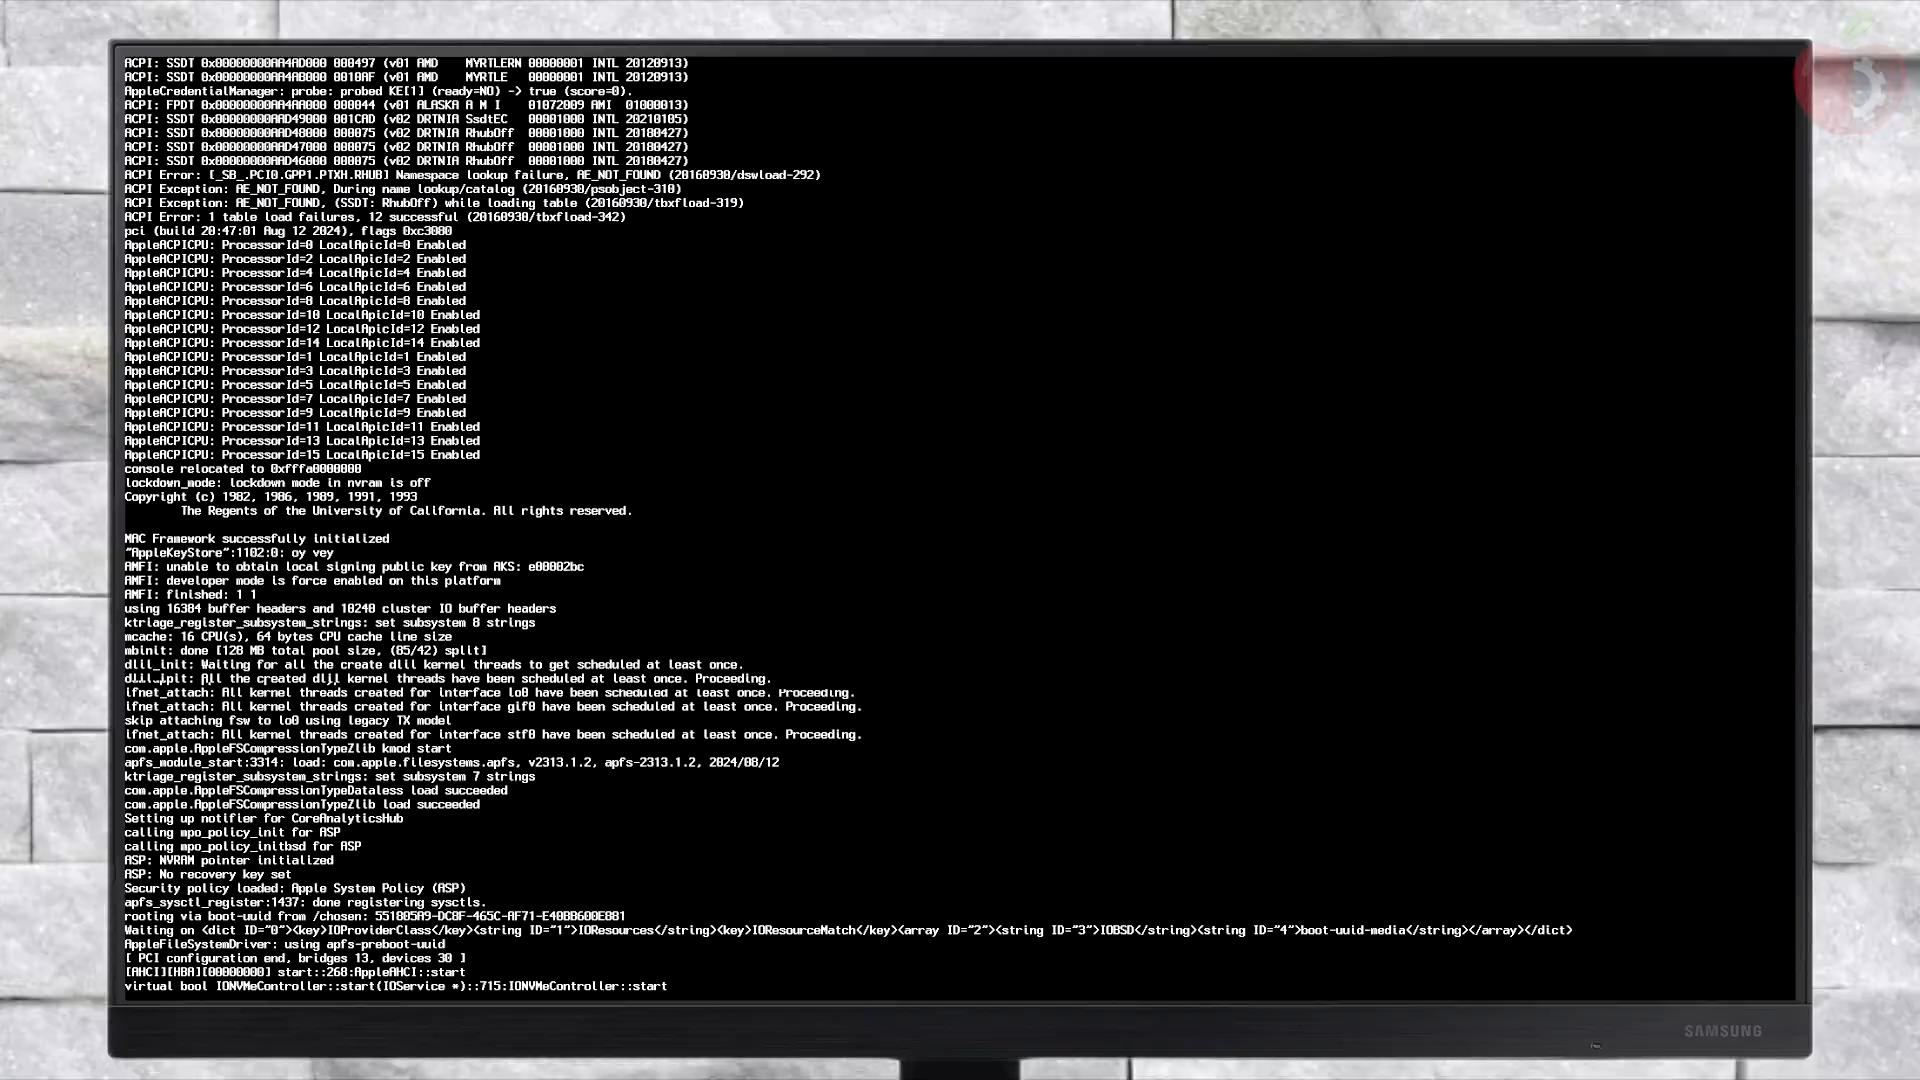 ACPI: SSDT 0x00000000AA4AD000 000497 (v01 AMD    MYRTLERN 00000001 INTL 20120913)
ACPI: SSDT 0x00000000AA4AB000 0010AF (v01 AMD    MYRTLE   00000001 INTL 20120913)
AppleCredentialManager: probe: probed KE[1] (ready=NO) -> true (score=0).
ACPI: FPDT 0x00000000AA4AA000 000044 (v01 ALASKA A M I    01072009 AMI  01000013)
ACPI: SSDT 0x00000000AAD49000 001CAD (v02 DRTNIA SsdtEC   00001000 INTL 20210105)
ACPI: SSDT 0x00000000AAD48000 000075 (v02 DRTNIA RhubOff  00001000 INTL 20180427)
ACPI: SSDT 0x00000000AAD47000 000075 (v02 DRTNIA RhubOff  00001000 INTL 20180427)
ACPI: SSDT 0x00000000AAD46000 000075 (v02 DRTNIA RhubOff  00001000 INTL 20180427)
ACPI Error: [_SB_.PCI0.GPP1.PTXH.RHUB] Namespace lookup failure, AE_NOT_FOUND (20160930/dswload-292)
ACPI Exception: AE_NOT_FOUND, During name lookup/catalog (20160930/psobject-310)
ACPI Exception: AE_NOT_FOUND, (SSDT: RhubOff) while loading table (20160930/tbxfload-319)
ACPI Error: 1 table load failures, 12 successful (20160930/tbxfload-342)
pci (build 20:47:01 Aug 12 2024), flags 0xc3080
AppleACPICPU: ProcessorId=0 LocalApicId=0 Enabled
AppleACPICPU: ProcessorId=2 LocalApicId=2 Enabled
AppleACPICPU: ProcessorId=4 LocalApicId=4 Enabled
AppleACPICPU: ProcessorId=6 LocalApicId=6 Enabled
AppleACPICPU: ProcessorId=8 LocalApicId=8 Enabled
AppleACPICPU: ProcessorId=10 LocalApicId=10 Enabled
AppleACPICPU: ProcessorId=12 LocalApicId=12 Enabled
AppleACPICPU: ProcessorId=14 LocalApicId=14 Enabled
AppleACPICPU: ProcessorId=1 LocalApicId=1 Enabled
AppleACPICPU: ProcessorId=3 LocalApicId=3 Enabled
AppleACPICPU: ProcessorId=5 LocalApicId=5 Enabled
AppleACPICPU: ProcessorId=7 LocalApicId=7 Enabled
AppleACPICPU: ProcessorId=9 LocalApicId=9 Enabled
AppleACPICPU: ProcessorId=11 LocalApicId=11 Enabled
AppleACPICPU: ProcessorId=13 LocalApicId=13 Enabled
AppleACPICPU: ProcessorId=15 LocalApicId=15 Enabled
console relocated to 0xfffa0000000
lockdown_mode: lockdown mode in nvram is off
Copyright (c) 1982, 1986, 1989, 1991, 1993
The Regents of the University of California. All rights reserved.
MAC Framework successfully initialized
"AppleKeyStore":1102:0: oy vey
AMFI: unable to obtain local signing public key from AKS: e00002bc
AMFI: developer mode is force enabled on this platform
AMFI: finished: 1 1
using 16384 buffer headers and 10240 cluster IO buffer headers
ktriage_register_subsystem_strings: set subsystem 8 strings
mcache: 16 CPU(s), 64 bytes CPU cache line size
mbinit: done [128 MB total pool size, (85/42) split]
dlil_init: Waiting for all the create dlil kernel threads to get scheduled at least once.
dlil_init: All the created dlil kernel threads have been scheduled at least once. Proceeding.
ifnet_attach: All kernel threads created for interface lo0 have been scheduled at least once. Proceeding.
ifnet_attach: All kernel threads created for interface gif0 have been scheduled at least once. Proceeding.
skip attaching fsw to lo0 using legacy TX model
ifnet_attach: All kernel threads created for interface stf0 have been scheduled at least once. Proceeding.
com.apple.AppleFSCompressionTypeZlib kmod start
apfs_module_start:3314: load: com.apple.filesystems.apfs, v2313.1.2, apfs-2313.1.2, 2024/08/12
ktriage_register_subsystem_strings: set subsystem 7 strings
com.apple.AppleFSCompressionTypeDataless load succeeded
com.apple.AppleFSCompressionTypeZlib load succeeded
Setting up notifier for CoreAnalyticsHub
calling mpo_policy_init for ASP
calling mpo_policy_initbsd for ASP
ASP: NVRAM pointer initialized
ASP: No recovery key set
Security policy loaded: Apple System Policy (ASP)
apfs_sysctl_register:1437: done registering sysctls.
rooting via boot-uuid from /chosen: 551805A9-DC8F-465C-AF71-E40BB600E881
Waiting on <dict ID="0"><key>IOProviderClass</key><string ID="1">IOResources</string><key>IOResourceMatch</key><array ID="2"><string ID="3">IOBSD</string><string ID="4">boot-uuid-media</string></array></dict>
AppleFileSystemDriver: using apfs-preboot-uuid
[ PCI configuration end, bridges 13, devices 30 ]
[AHCI][HBA][00000000] start::268:AppleAHCI::start
virtual bool IONVMeController::start(IOService *)::715:IONVMeController::start
SAMSUNG